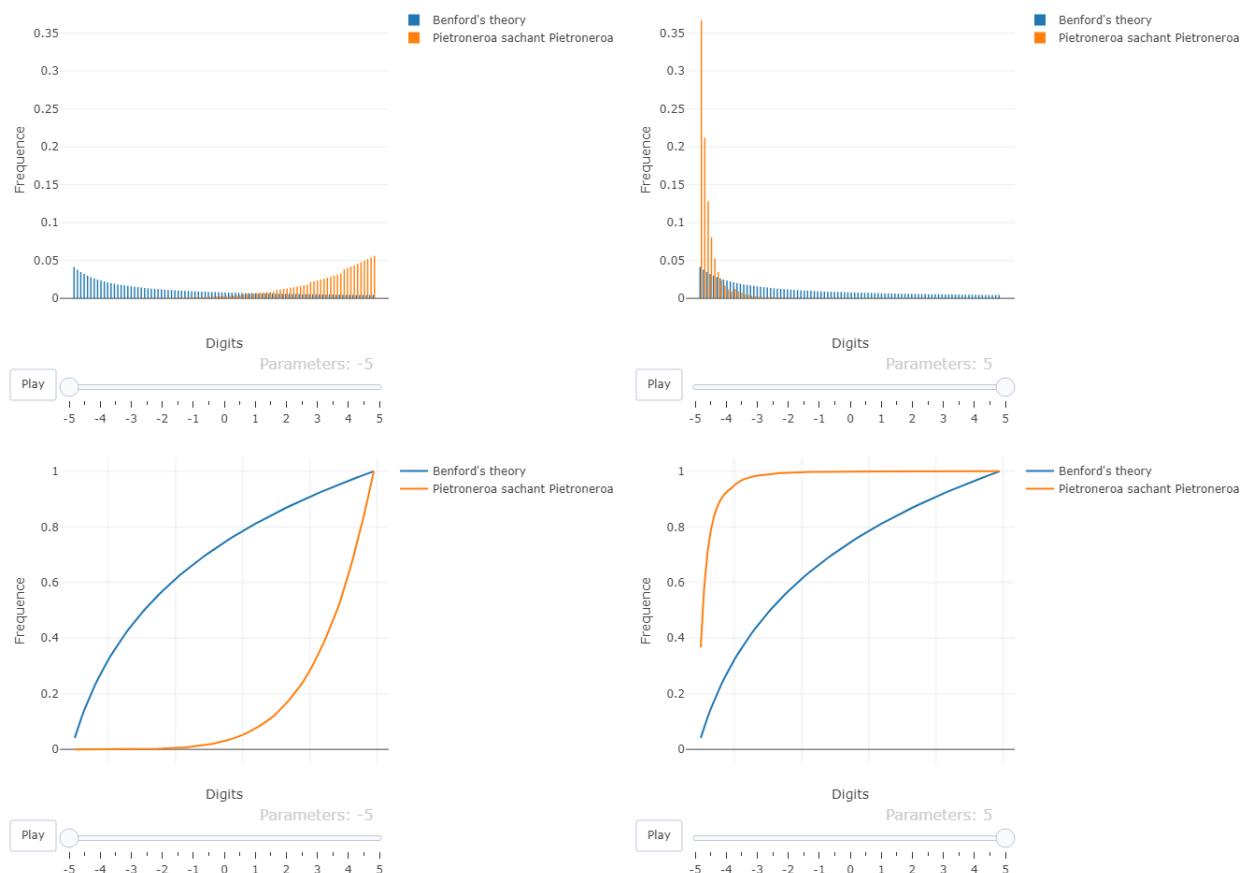 Benford's theory
Pietroneroa sachant Pietroneroa
0.35
0.3
0.25
0.2
0.15
0.1
0.05
0
Frequence
Digits
Parameters: -5
Play
-5 -4 -3 -2 -1 0 1 2 3 4 5
Benford's theory
Pietroneroa sachant Pietroneroa
0.35
0.3
0.25
0.2
0.15
0.1
0.05
0
Frequence
Digits
Parameters: 5
Play
-5 -4 -3 -2 -1 0 1 2 3 4 5
Benford's theory
Pietroneroa sachant Pietroneroa
1
0.8
0.6
0.4
0.2
0
Frequence
Digits
Parameters: -5
Play
-5 -4 -3 -2 -1 0 1 2 3 4 5
Benford's theory
Pietroneroa sachant Pietroneroa
1
0.8
0.6
0.4
0.2
0
Frequence
Digits
Parameters: 5
Play
-5 -4 -3 -2 -1 0 1 2 3 4 5